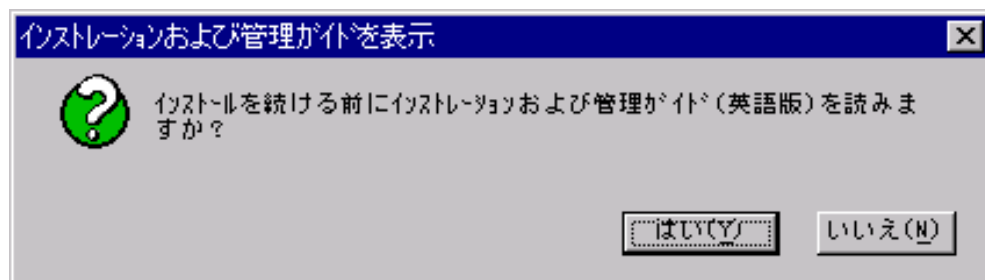 ｲﾝｽﾄﾚｰｼｮﾝおよび管理ｶﾞｲﾄﾞを表示
ｲﾝｽﾄｰﾙを続ける前にｲﾝｽﾄﾚｰｼｮﾝおよび管理ｶﾞｲﾄﾞ(英語版)を読みま
すか？
はい(Y)
いいえ(N)